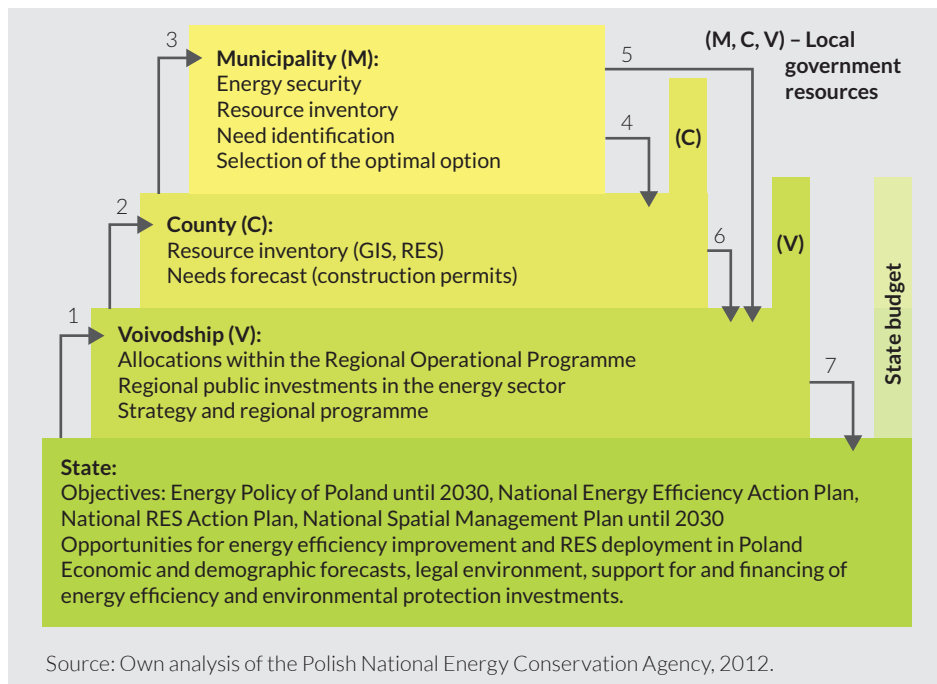 3
Municipality (M):
Energy security
Resource inventory
Need identification
Selection of the optimal option
5
4
(M, C, V) – Local
government
resources
(C)
2
County (C):
Resource inventory (GIS, RES)
Needs forecast (construction permits)
6
(V)
1
Voivodship (V):
Allocations within the Regional Operational Programme
Regional public investments in the energy sector
Strategy and regional programme
7
State budget
State:
Objectives: Energy Policy of Poland until 2030, National Energy Efficiency Action Plan,
National RES Action Plan, National Spatial Management Plan until 2030
Opportunities for energy efficiency improvement and RES deployment in Poland
Economic and demographic forecasts, legal environment, support for and financing of
energy efficiency and environmental protection investments.
Source: Own analysis of the Polish National Energy Conservation Agency, 2012.